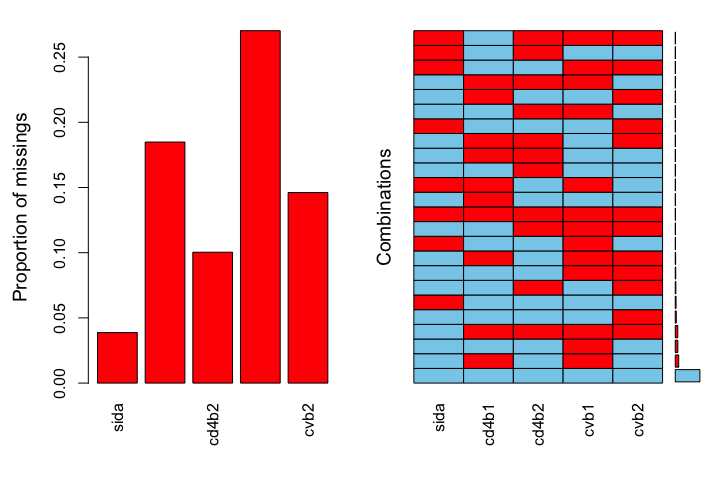 Proportion of missings
0.00
0.05
0.10
0.15
0.20
0.25
sida
cd4b2
cvb2
Combinations
sida
cd4b1
cd4b2
cvb1
cvb2